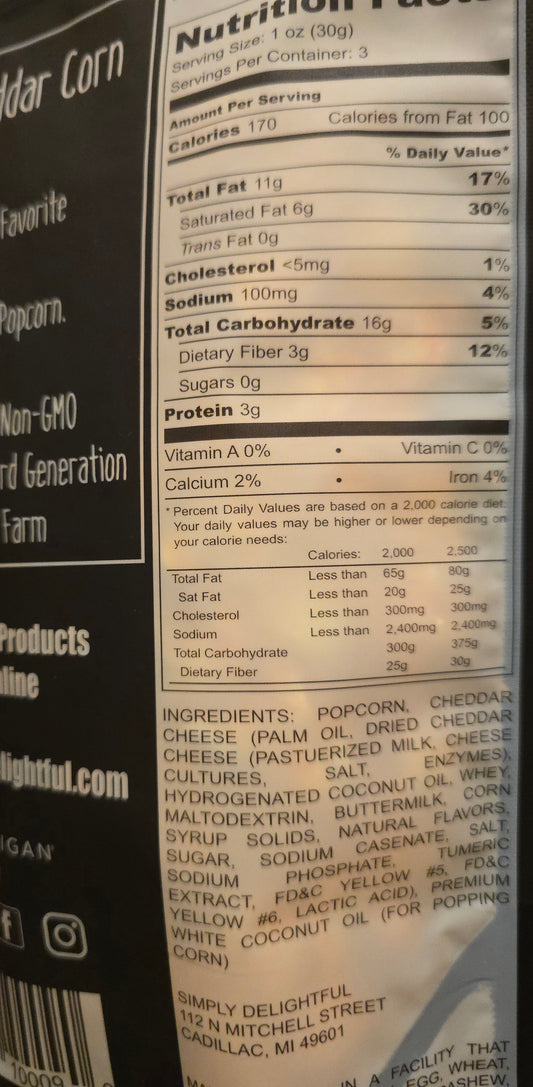 Nutrition Facts
Serving Size: 1 oz (30g)
Servings Per Container: 3
Amount Per Serving
Calories 170 Calories from Fat 100
% Daily Value*
Total Fat 11g 17%
Saturated Fat 6g 30%
Trans Fat 0g
Cholesterol <5mg 1%
Sodium 100mg 4%
Total Carbohydrate 16g 5%
Dietary Fiber 3g 12%
Sugars 0g
Protein 3g
Vitamin A 0% • Vitamin C 0%
Calcium 2% • Iron 4%
* Percent Daily Values are based on a 2,000 calorie diet.
Your daily values may be higher or lower depending on
your calorie needs:
Calories: 2,000 2,500
Total Fat Less than 65g 80g
Sat Fat Less than 20g 25g
Cholesterol Less than 300mg 300mg
Sodium Less than 2,400mg 2,400mg
Total Carbohydrate 300g 375g
Dietary Fiber 25g 30g
INGREDIENTS: POPCORN, CHEDDAR
CHEESE (PALM OIL, DRIED CHEDDAR
CHEESE (PASTUERIZED MILK, CHEESE
CULTURES, SALT, ENZYMES),
HYDROGENATED COCONUT OIL, WHEY,
MALTODEXTRIN, BUTTERMILK, CORN
SYRUP SOLIDS, NATURAL FLAVORS,
SUGAR, SODIUM CASENATE, SALT,
SODIUM PHOSPHATE, TUMERIC
EXTRACT, FD&C YELLOW #5, FD&C
YELLOW #6, LACTIC ACID), PREMIUM
WHITE COCONUT OIL (FOR POPPING
CORN)
SIMPLY DELIGHTFUL
112 N MITCHELL STREET
CADILLAC, MI 49601
IN A FACILITY THAT
EGG, WHEAT,
ASHEW,
ddar Corn
Favorite
Popcorn.
Non-GMO
rd Generation
Farm
Products
line
lightful.com
IGAN
f
10009